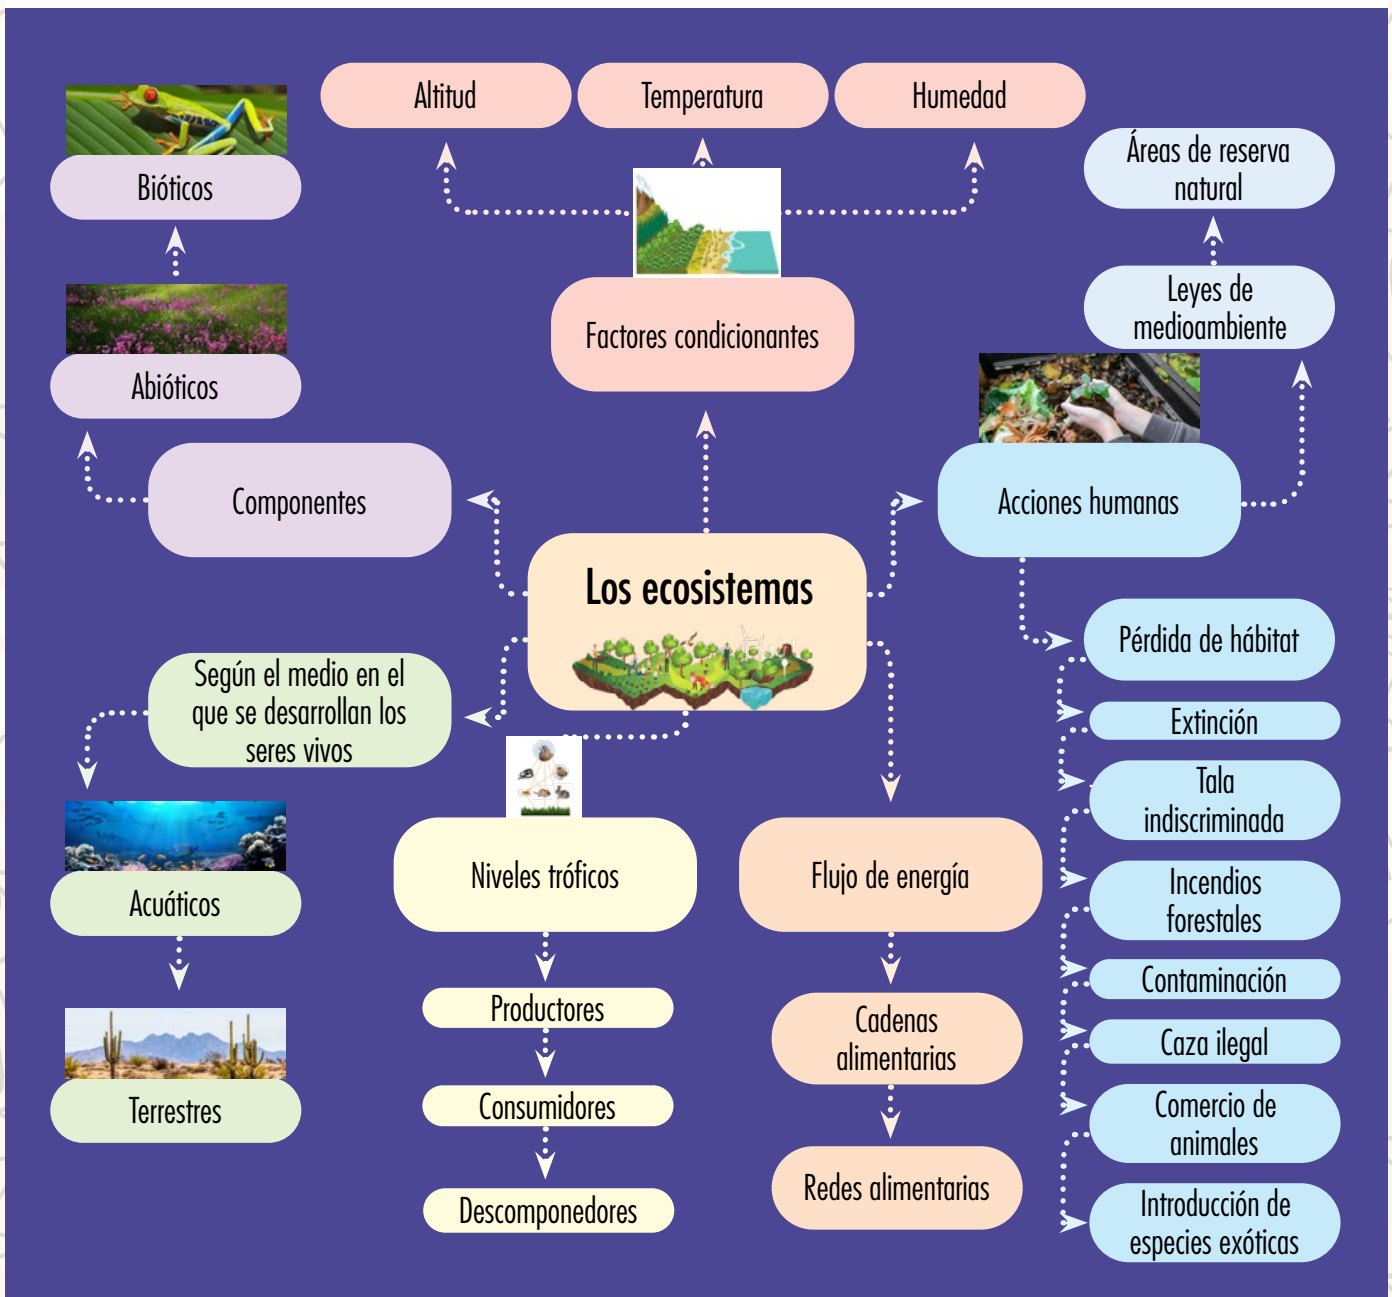 Altitud
Temperatura
Humedad
Bióticos
Áreas de reserva
natural
Leyes de
medioambiente
Factores condicionantes
Abióticos
Componentes
Acciones humanas
Los ecosistemas
Según el medio en el
que se desarrollan los
seres vivos
Acuáticos
Terrestres
Niveles tróficos
Productores
Consumidores
Descomponedores
Flujo de energía
Cadenas
alimentarias
Redes alimentarias
Pérdida de hábitat
Extinción
Tala
indiscriminada
Incendios
forestales
Contaminación
Caza ilegal
Comercio de
animales
Introducción de
especies exóticas